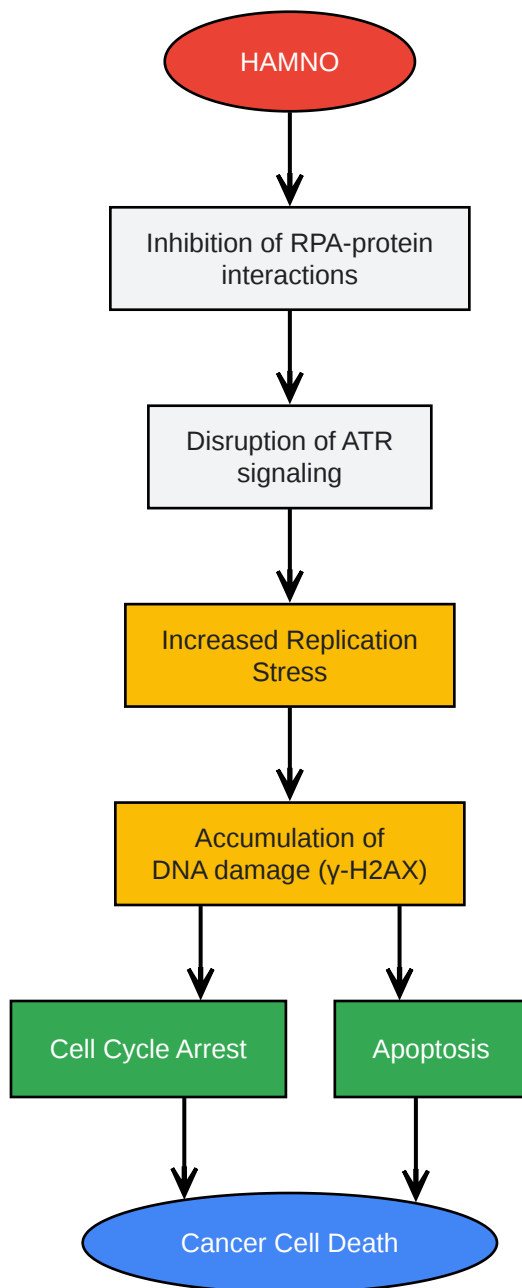 HAMNO
Inhibition of RPA-protein
interactions
Disruption of ATR
signaling
Increased Replication
Stress
Accumulation of
DNA damage (γ-H2AX)
Cell Cycle Arrest
Apoptosis
Cancer Cell Death